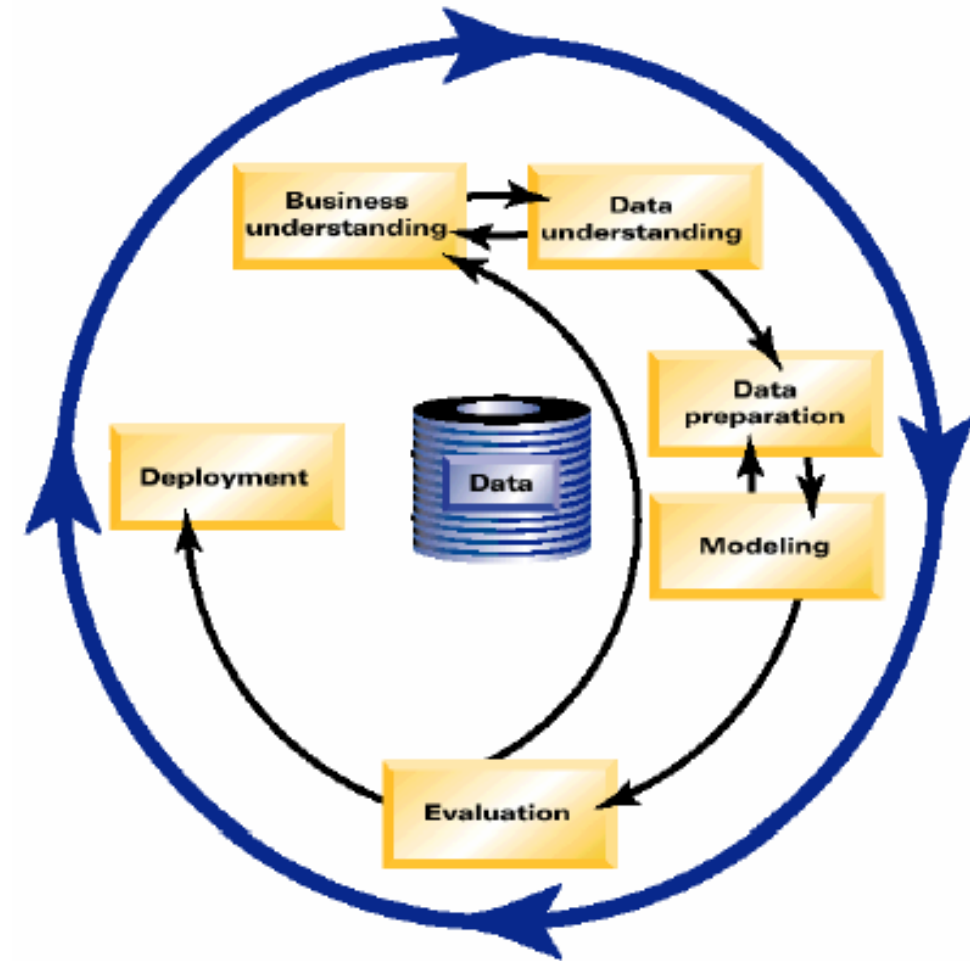 Business
understanding
Data
understanding
Data
preparation
Deployment
Data
Modeling
Evaluation